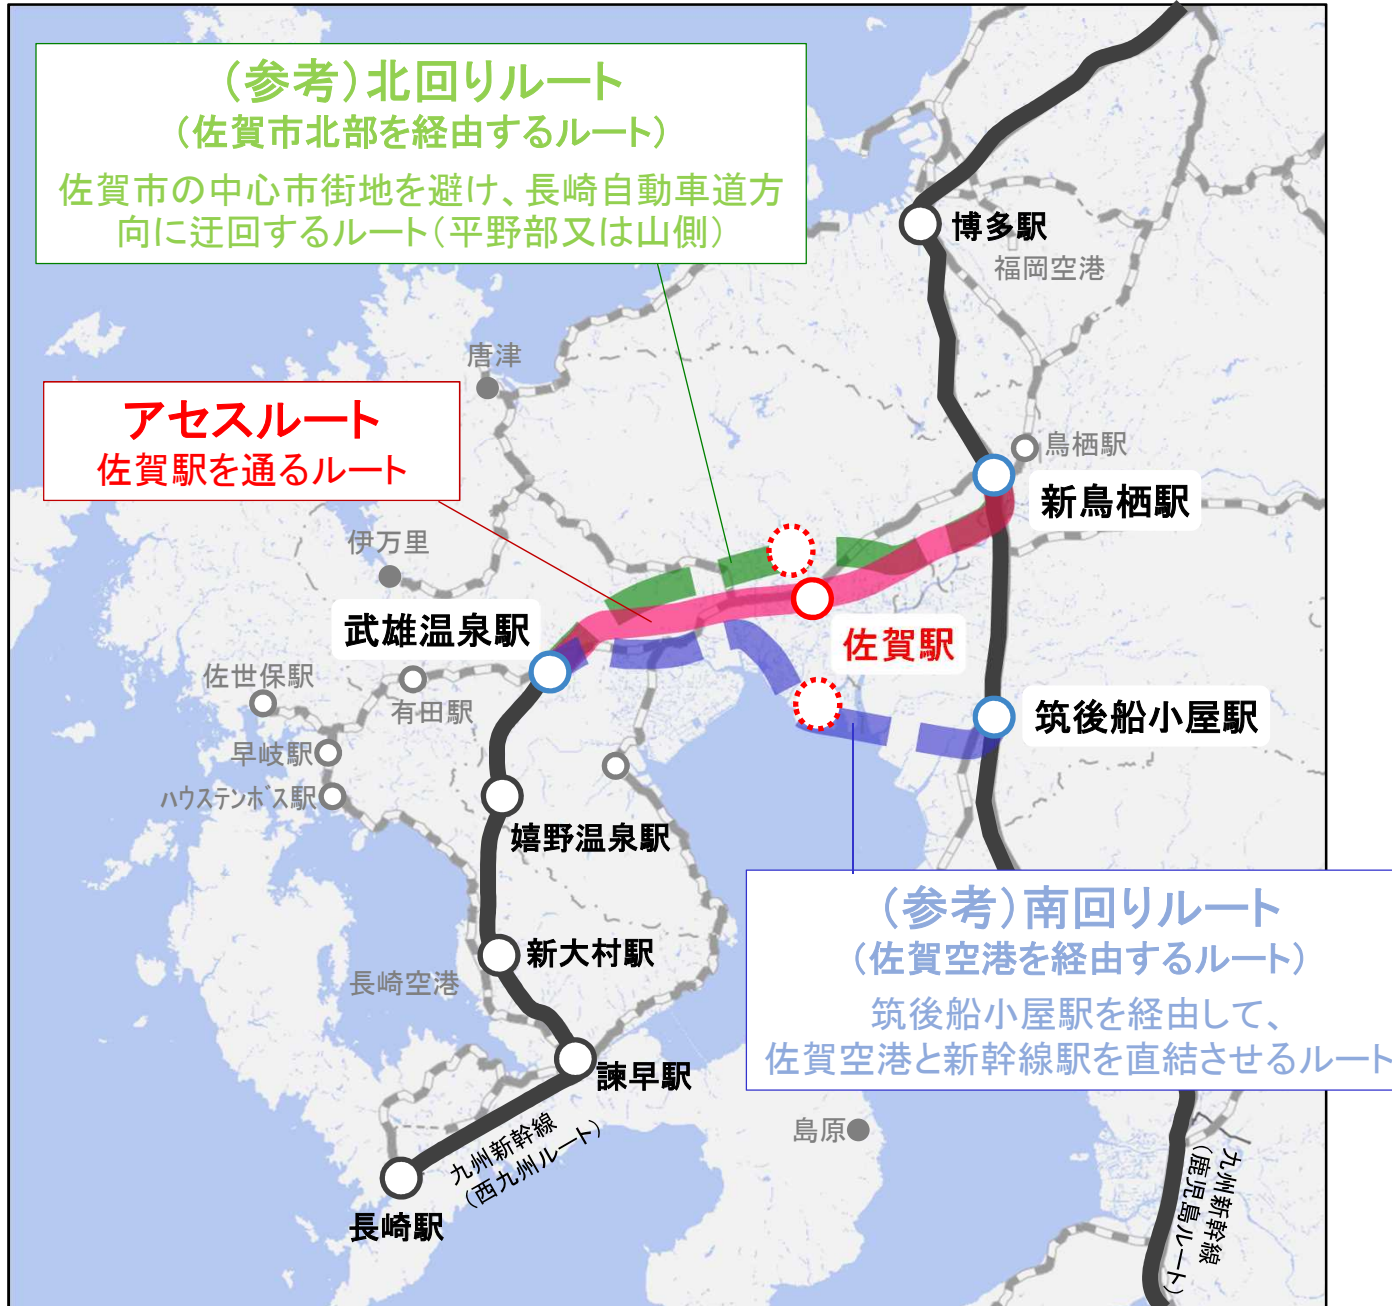 (参考)北回りルート
(佐賀市北部を経由するルート)
佐賀市の中心市街地を避け、長崎自動車道方
向に迂回するルート(平野部又は山側)
博多駅
福岡空港
唐津
アセスルート
佐賀駅を通るルート
鳥栖駅
新鳥栖駅
伊万里
武雄温泉駅
佐賀駅
佐世保駅
有田駅
筑後船小屋駅
早岐駅
ハウステンボス駅
嬉野温泉駅
(参考)南回りルート
(佐賀空港を経由するルート)
筑後船小屋駅を経由して、
佐賀空港と新幹線駅を直結させるルート
新大村駅
長崎空港
諫早駅
島原
九州新幹線
(西九州ルート)
長崎駅
九州新幹線
(鹿児島ルート)